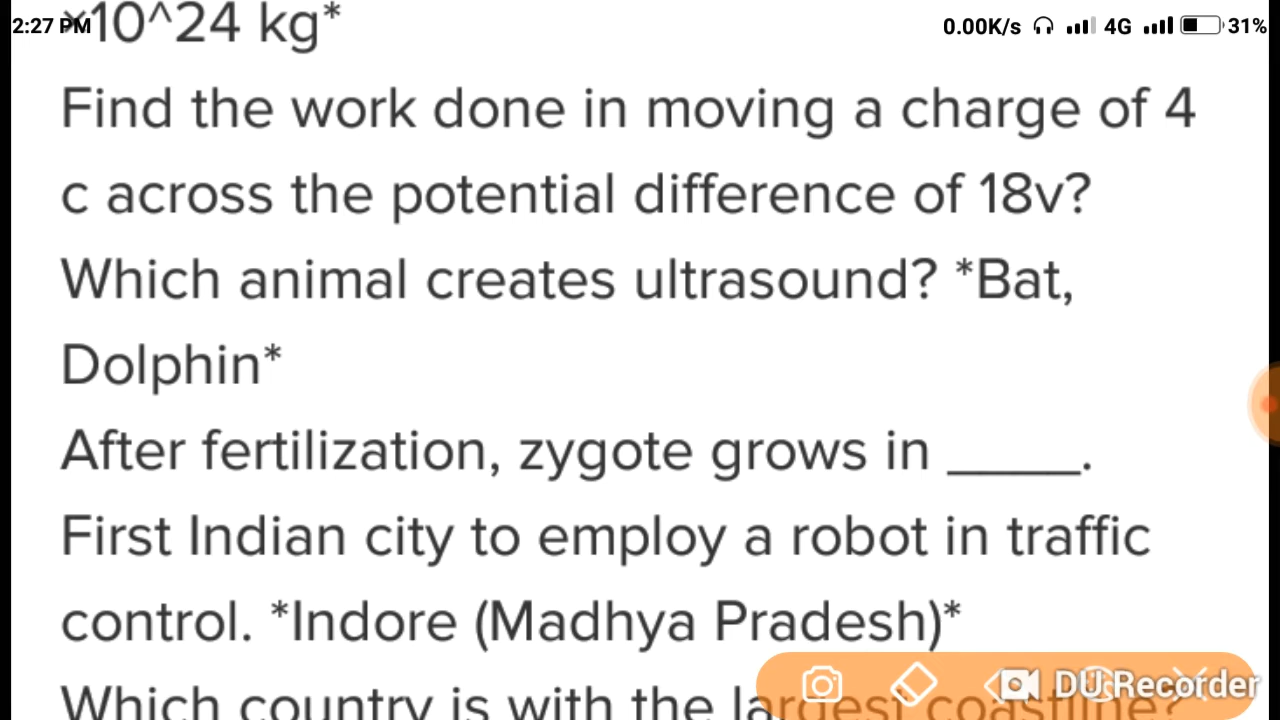 2:27 PM 0.00K/s 4G 31%
×10^24 kg*
Find the work done in moving a charge of 4
c across the potential difference of 18v?
Which animal creates ultrasound? *Bat,
Dolphin*
After fertilization, zygote grows in _____.
First Indian city to employ a robot in traffic
control. *Indore (Madhya Pradesh)*
Which country is with the largest coastline?
DU Recorder